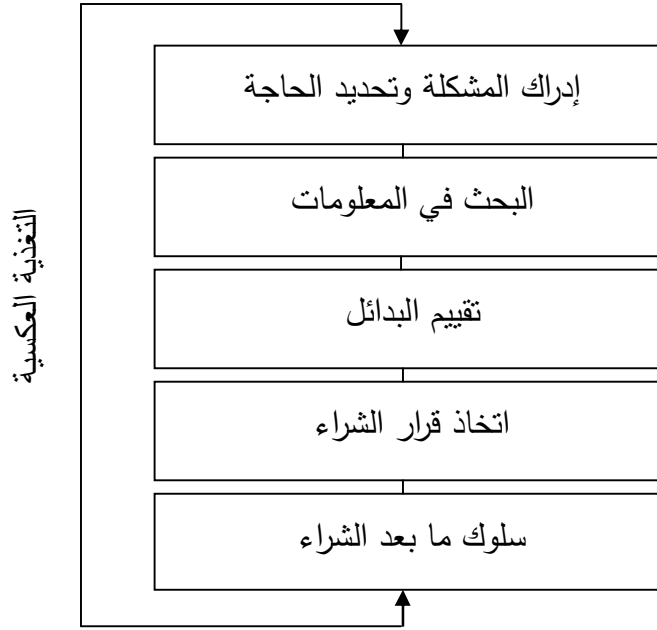 إدراك المشكلة وتحديد الحاجة
البحث في المعلومات
تقييم البدائل
اتخاذ قرار الشراء
سلوك ما بعد الشراء
التغذية العكسية